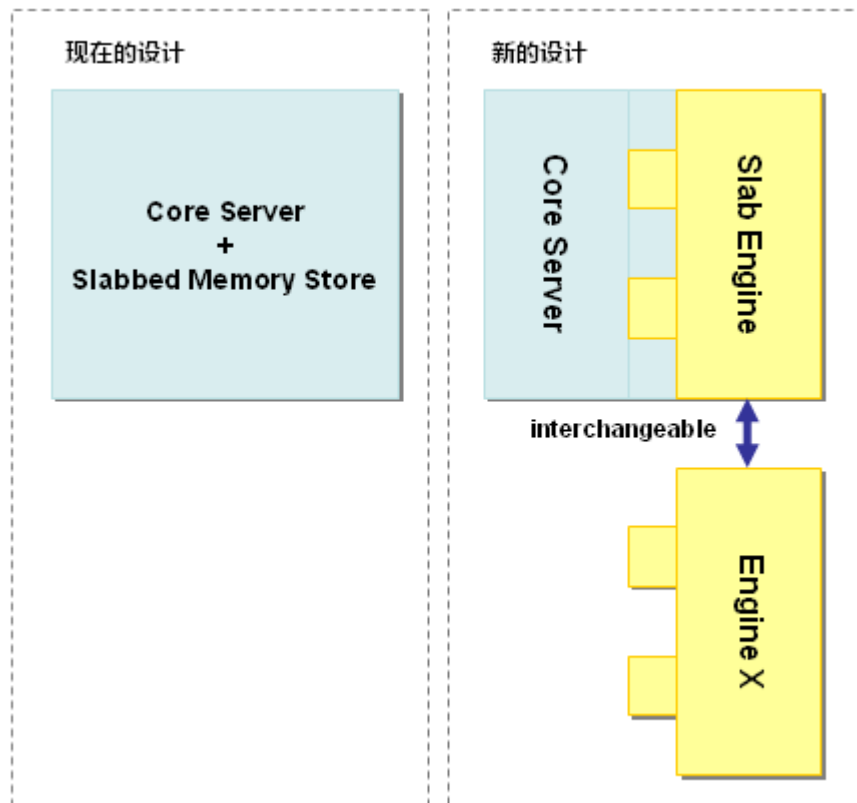 现在的设计
Core Server
+
Slabbed Memory Store
新的设计
Core Server
Slab Engine
interchangeable
Engine X